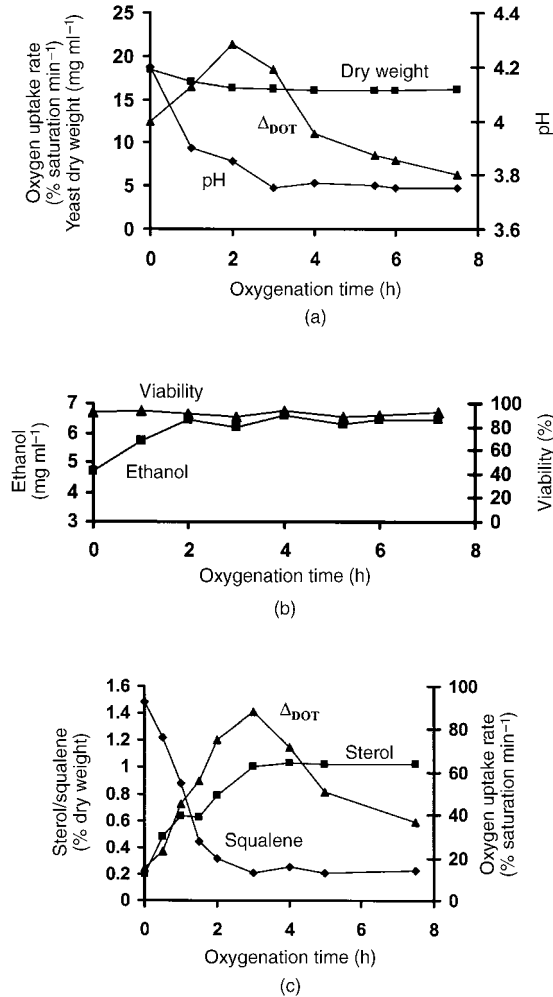 Oxygen uptake rate
(% saturation min⁻¹)
Yeast dry weight (mg ml⁻¹)
25
20
15
10
5
0
4.4
4.2
4
3.8
3.6
pH
Dry weight
Δ_DOT
pH
0 2 4 6 8
Oxygenation time (h)
(a)
Ethanol
(mg ml⁻¹)
7
6
5
4
3
Viability
Ethanol
100
80
60
40
20
0
Viability (%)
0 2 4 6 8
Oxygenation time (h)
(b)
Sterol/squalene
(% dry weight)
1.6
1.4
1.2
1
0.8
0.6
0.4
0.2
0
Δ_DOT
Sterol
Squalene
100
80
60
40
20
0
Oxygen uptake rate
(% saturation min⁻¹)
0 2 4 6 8
Oxygenation time (h)
(c)